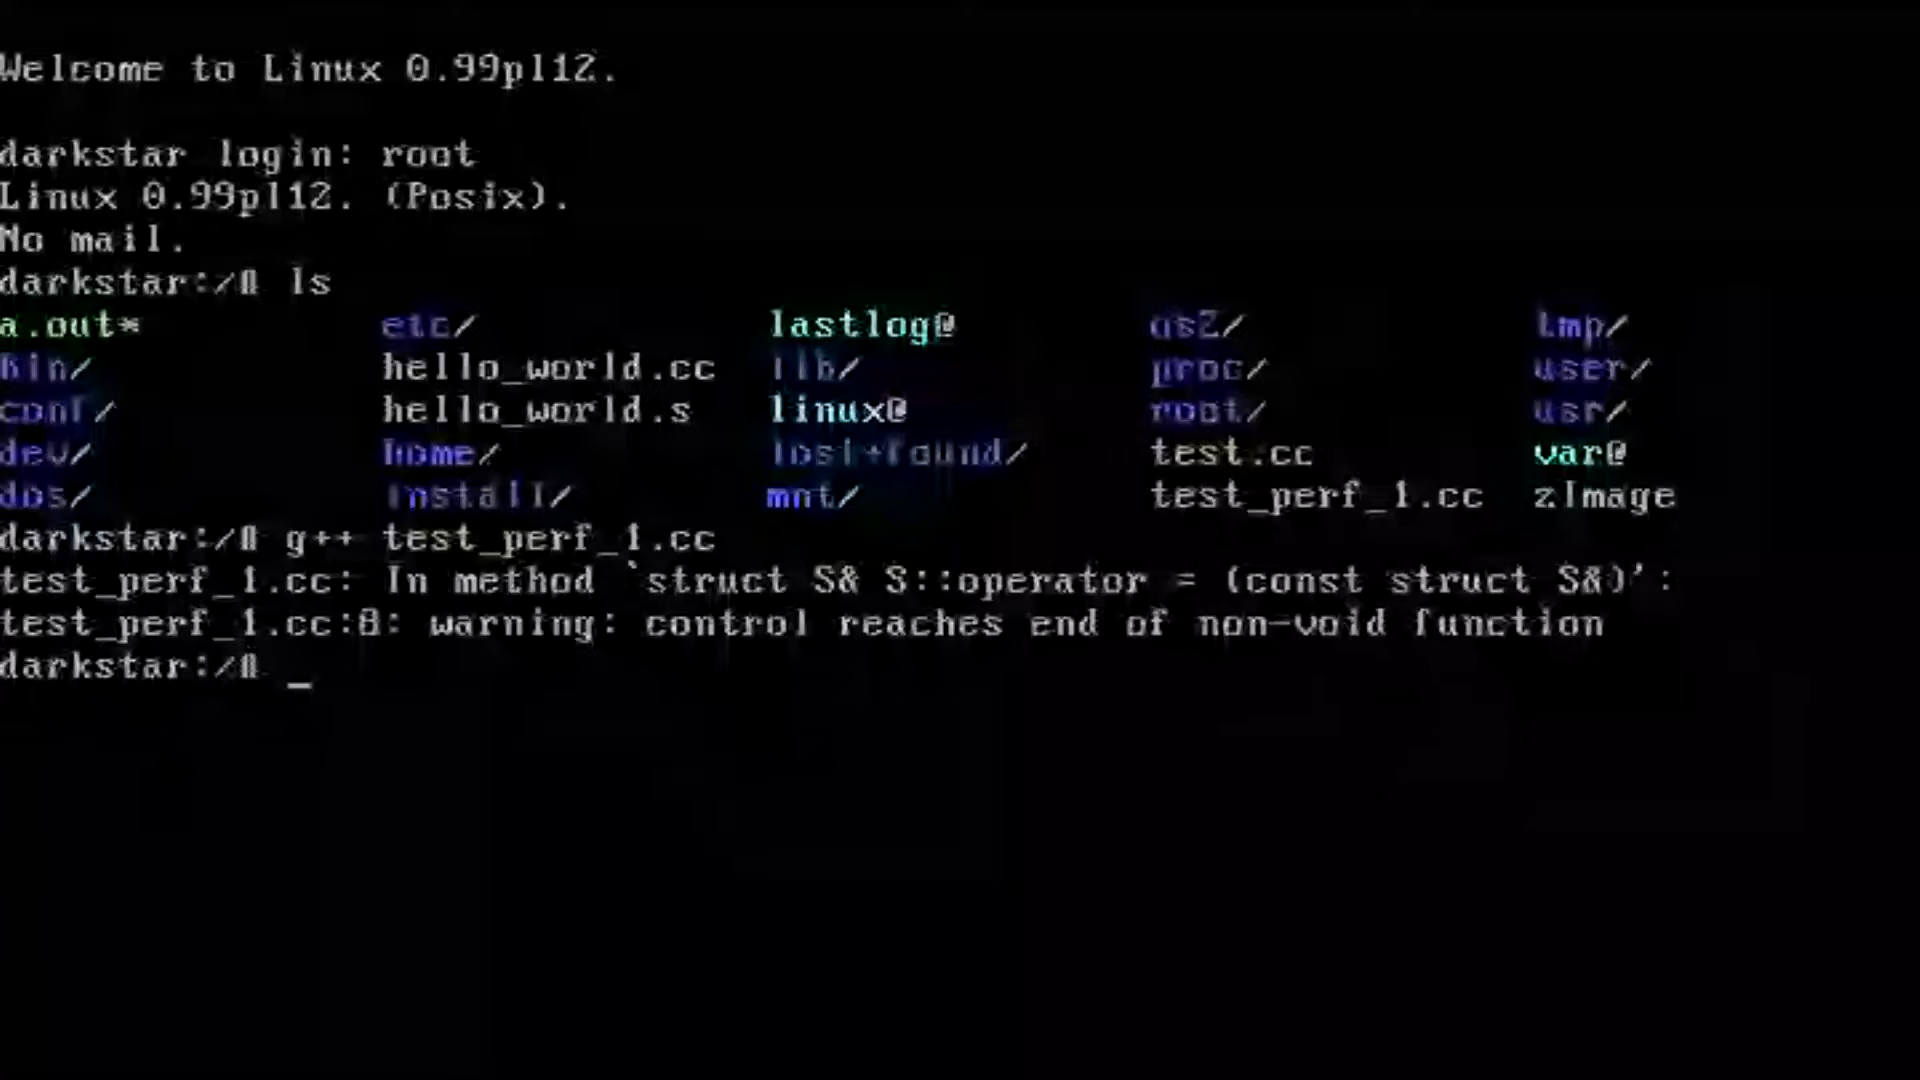 Welcome to Linux 0.99pl12.
darkstar login: root
Linux 0.99pl12. (Posix).
No mail.
darkstar:/# ls
a.out* etc/ lastlog@ os2/ tmp/
bin/ hello_world.cc lib/ proc/ user/
conf/ hello_world.s linux@ root/ usr/
dev/ home/ lost+found/ test.cc var@
dos/ install/ mnt/ test_perf_1.cc zImage
darkstar:/# g++ test_perf_1.cc
test_perf_1.cc: In method `struct S& S::operator = (const struct S&)':
test_perf_1.cc:8: warning: control reaches end of non-void function
darkstar:/# _